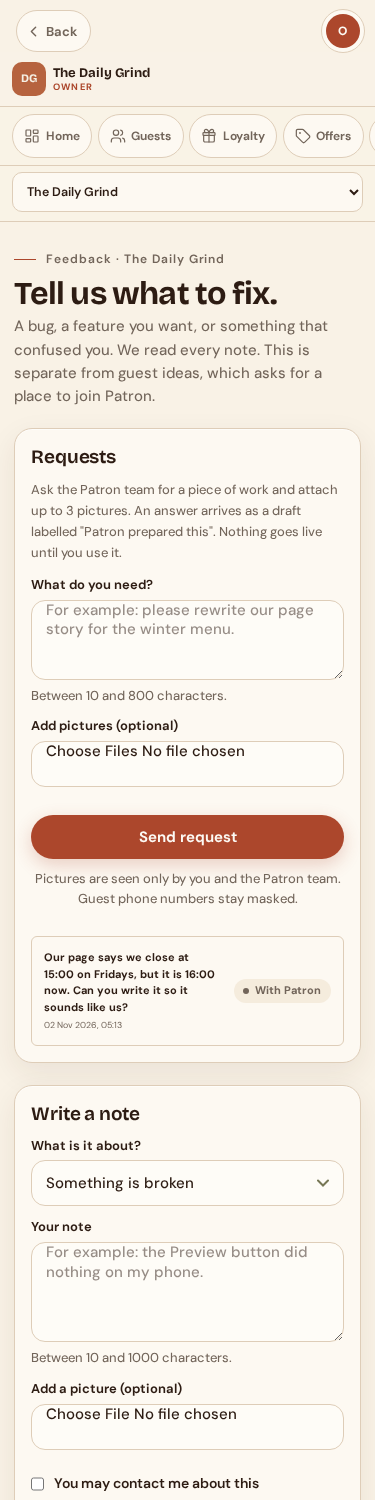 Back
O
DG
The Daily Grind
OWNER
Home
Guests
Loyalty
Offers
The Daily Grind
Feedback · The Daily Grind
Tell us what to fix.
A bug, a feature you want, or something that
confused you. We read every note. This is
separate from guest ideas, which asks for a
place to join Patron.
Requests
Ask the Patron team for a piece of work and attach
up to 3 pictures. An answer arrives as a draft
labelled "Patron prepared this". Nothing goes live
until you use it.
What do you need?
For example: please rewrite our page
story for the winter menu.
Between 10 and 800 characters.
Add pictures (optional)
Choose Files No file chosen
Send request
Pictures are seen only by you and the Patron team.
Guest phone numbers stay masked.
Our page says we close at
15:00 on Fridays, but it is 16:00
now. Can you write it so it
sounds like us?
With Patron
02 Nov 2026, 05:13
Write a note
What is it about?
Something is broken
Your note
For example: the Preview button did
nothing on my phone.
Between 10 and 1000 characters.
Add a picture (optional)
Choose File No file chosen
You may contact me about this